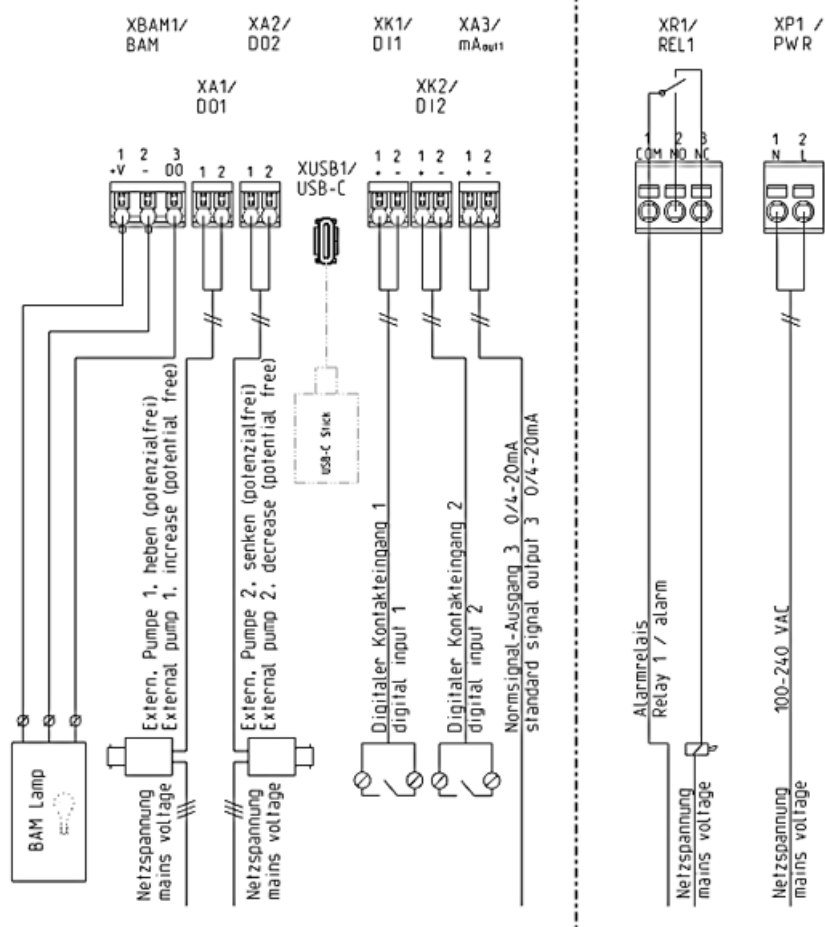 XBAM1/
BAM
XA2/
DO2
XK1/
DI1
XA3/
mAout1
XR1/
REL1
XP1 /
PWR
XA1/
DO1
XK2/
DI2
XUSB1/
USB-C
1 2 3
+V - DO
1 2
1 2
1 2
+ -
1 2
+ -
1 2
+ -
1 2 3
COM NO NC
1 2
N L
Extern, Pumpe 1, heben (potenzialfrei)
External pump 1, increase (potential free)
Extern, Pumpe 2, senken (potenzialfrei)
External pump 2, decrease (potential free)
USB-C Stick
Digitaler Kontakteingang 1
digital input 1
Digitaler Kontakteingang 2
digital input 2
Normsignal-Ausgang 3 0/4-20mA
standard signal output 3 0/4-20mA
Alarmrelais
Relay 1 / alarm
100-240 VAC
BAM Lamp
Netzspannung
mains voltage
Netzspannung
mains voltage
Netzspannung
mains voltage
Netzspannung
mains voltage